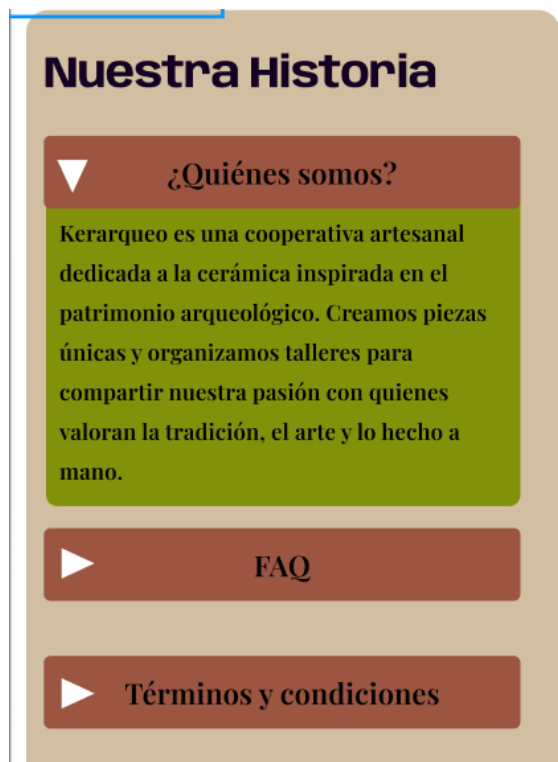 Nuestra Historia
¿Quiénes somos?
Kerarqueo es una cooperativa artesanal
dedicada a la cerámica inspirada en el
patrimonio arqueológico. Creamos piezas
únicas y organizamos talleres para
compartir nuestra pasión con quienes
valoran la tradición, el arte y lo hecho a
mano.
FAQ
Términos y condiciones